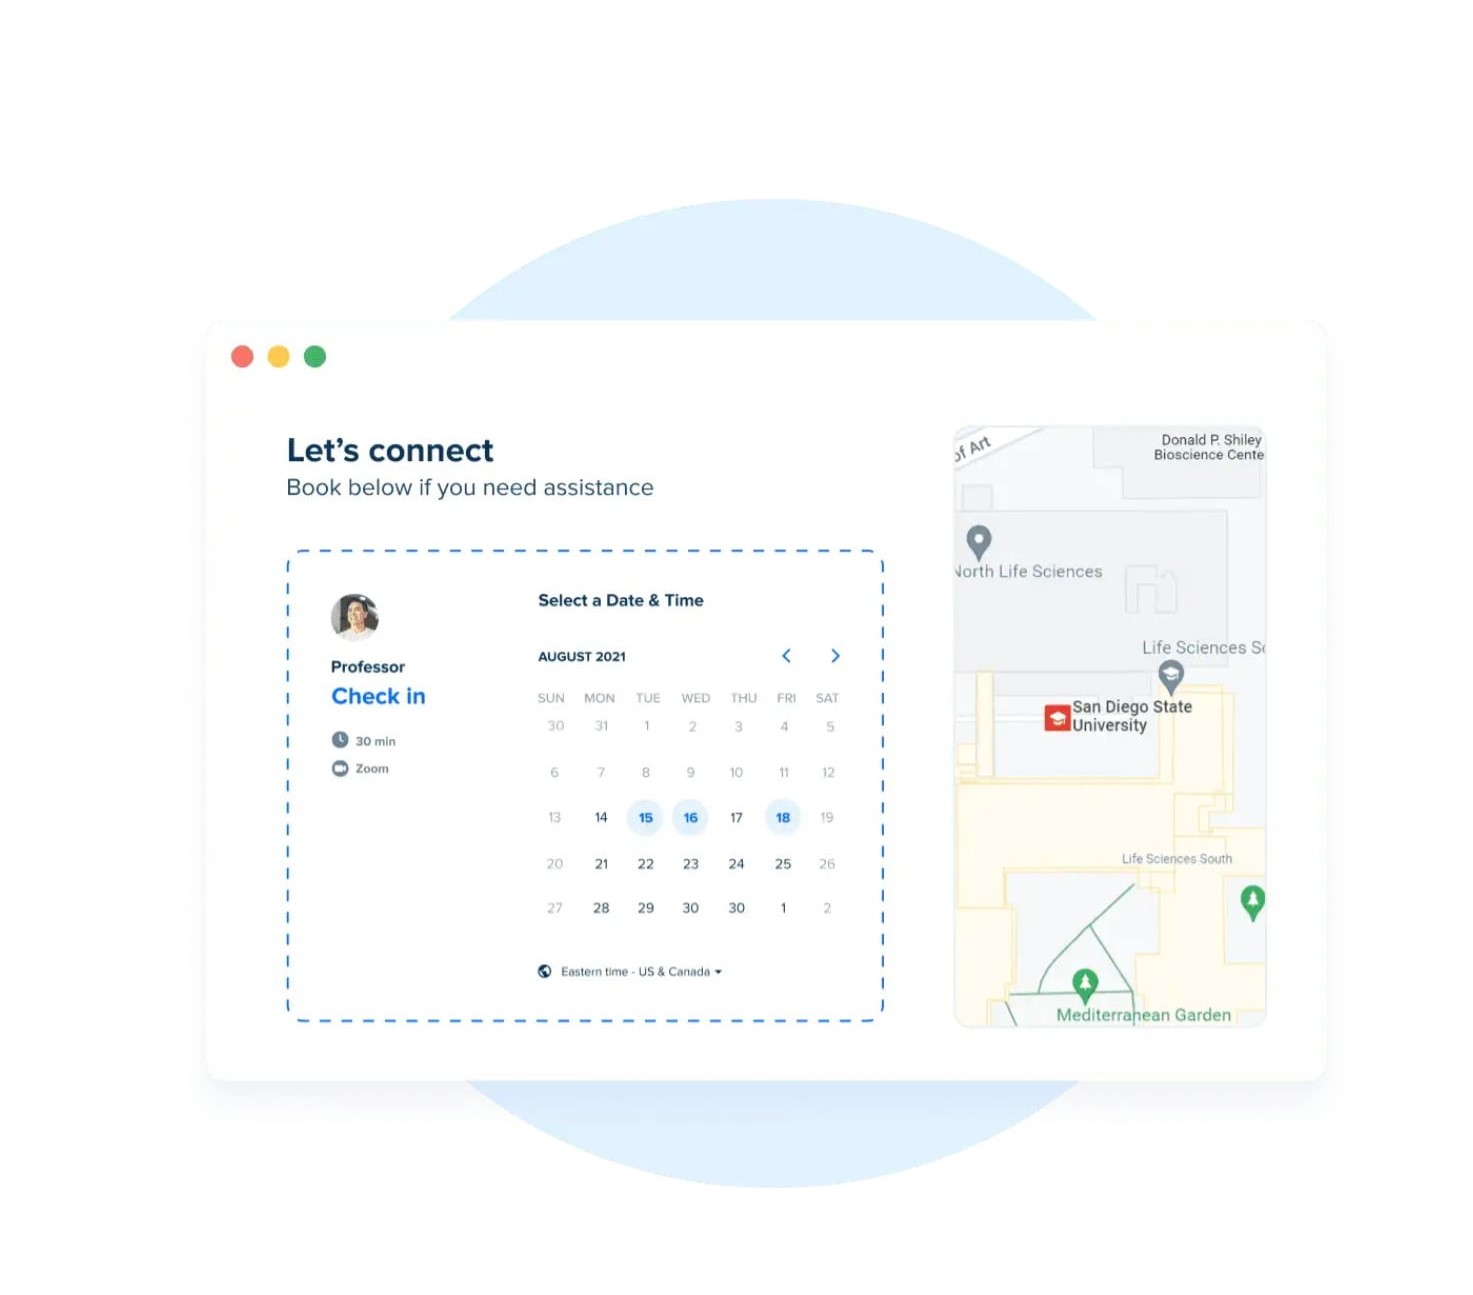 Let's connect
Book below if you need assistance
Professor
Check in
30 min
Zoom
Select a Date & Time
AUGUST 2021
SUN MON TUE WED THU FRI SAT
30 31 1 2 3 4 5
6 7 8 9 10 11 12
13 14 15 16 17 18 19
20 21 22 23 24 25 26
27 28 29 30 30 1 2
Eastern time - US & Canada
of Art
Donald P. Shiley
Bioscience Cente
North Life Sciences
Life Sciences So
San Diego State
University
Life Sciences South
Mediterranean Garden